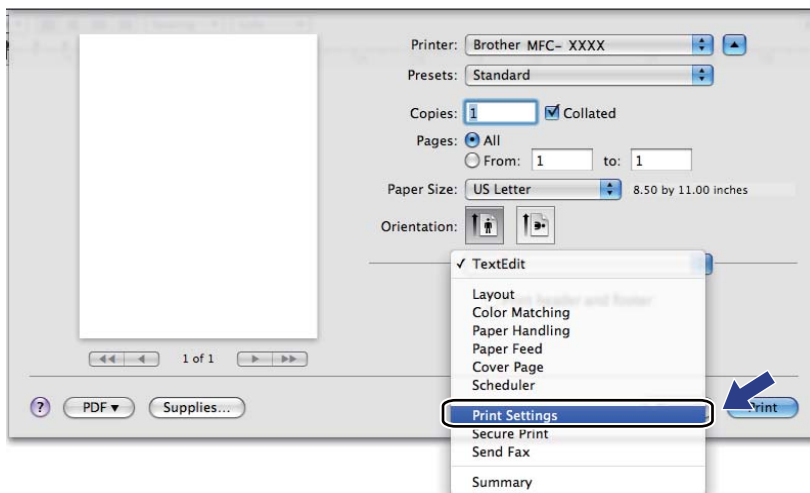 Printer: Brother MFC- XXXX
Presets: Standard
Copies: 1 Collated
Pages: All
From: 1 to: 1
Paper Size: US Letter 8.50 by 11.00 inches
Orientation:
✓ TextEdit
Layout
Color Matching
Paper Handling
Paper Feed
Cover Page
Scheduler
Print Settings
Secure Print
Send Fax
Summary
1 of 1
? PDF▼ Supplies... Print